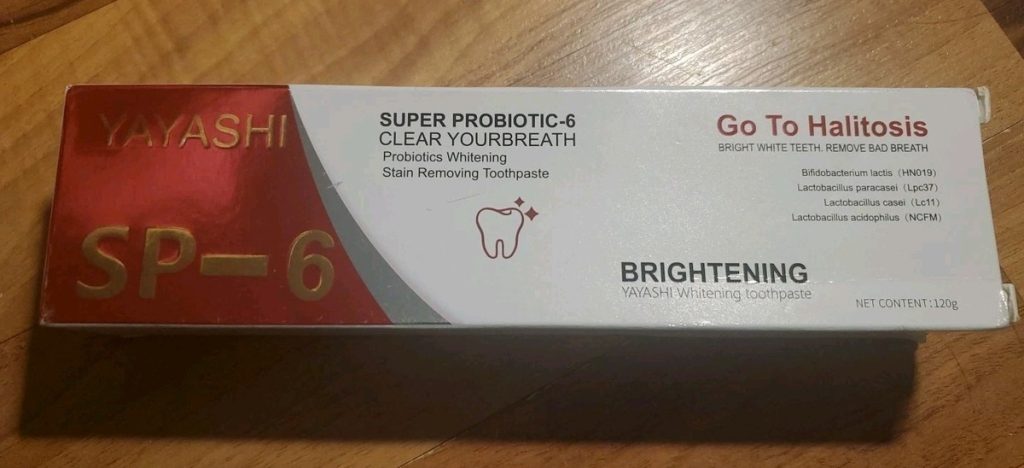 YAYASHI
SP-6
SUPER PROBIOTIC-6
CLEAR YOURBREATH
Probiotics Whitening
Stain Removing Toothpaste
Go To Halitosis
BRIGHT WHITE TEETH. REMOVE BAD BREATH
Bifidobacterium lactis（HN019）
Lactobacillus paracasei（Lpc37）
Lactobacillus casei（Lc11）
Lactobacillus acidophilus（NCFM）
BRIGHTENING
YAYASHI Whitening toothpaste
NET CONTENT：120g